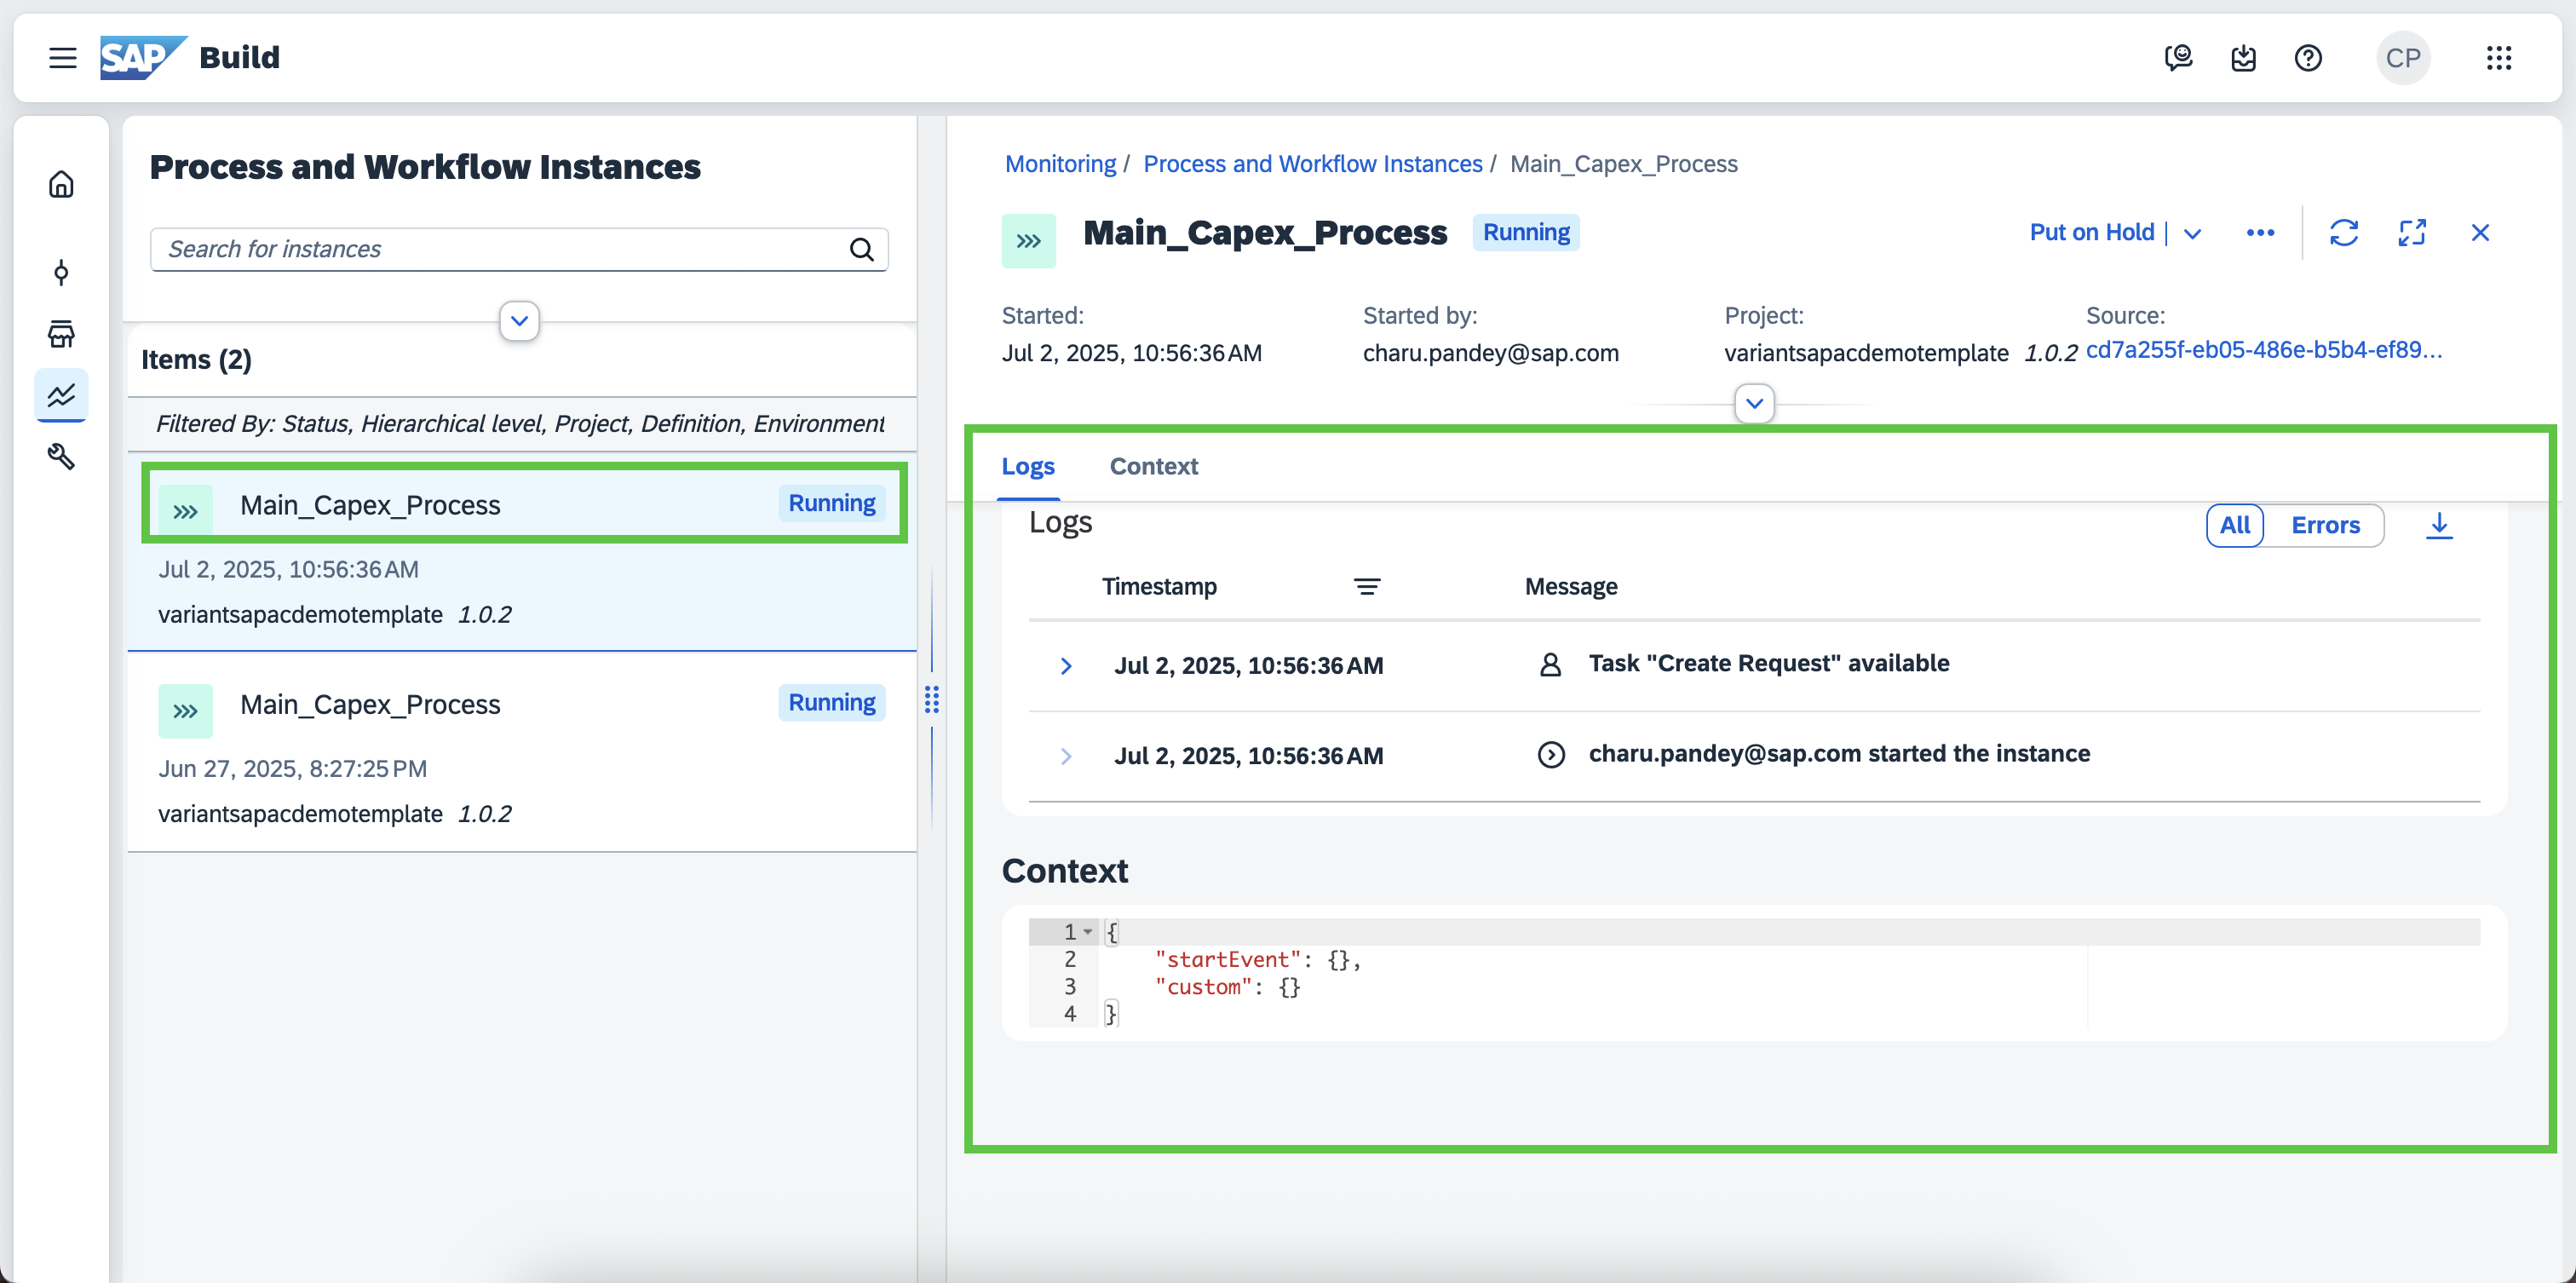 SAP Build
CP
Process and Workflow Instances
Search for instances
Items (2)
Filtered By: Status, Hierarchical level, Project, Definition, Environment
Main_Capex_Process Running
Jul 2, 2025, 10:56:36 AM
variantsapacdemotemplate 1.0.2
Main_Capex_Process Running
Jun 27, 2025, 8:27:25 PM
variantsapacdemotemplate 1.0.2
Monitoring / Process and Workflow Instances / Main_Capex_Process
Main_Capex_Process Running
Put on Hold
Started: Started by: Project: Source:
Jul 2, 2025, 10:56:36 AM charu.pandey@sap.com variantsapacdemotemplate 1.0.2 cd7a255f-eb05-486e-b5b4-ef89...
Logs Context
Logs
All Errors
Timestamp Message
Jul 2, 2025, 10:56:36 AM Task "Create Request" available
Jul 2, 2025, 10:56:36 AM charu.pandey@sap.com started the instance
Context
1 {
2 "startEvent": {},
3 "custom": {}
4 }